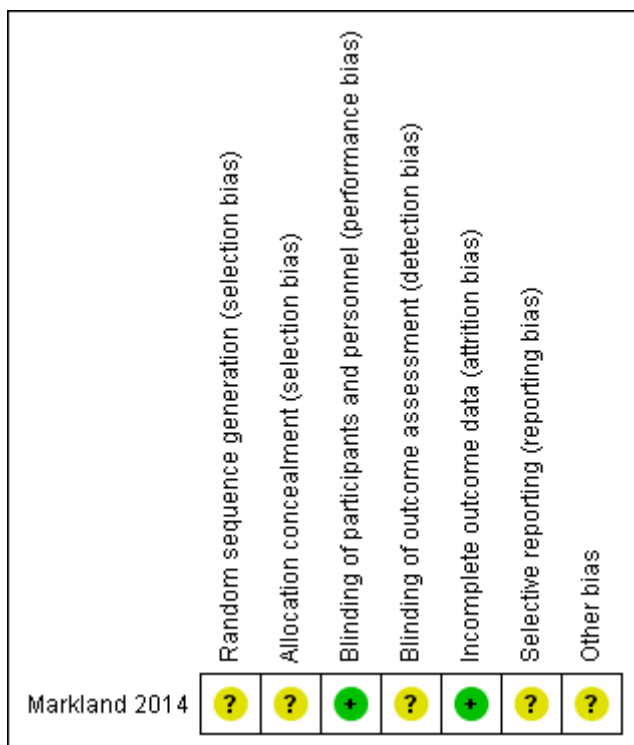 Random sequence generation (selection bias)
Allocation concealment (selection bias)
Blinding of participants and personnel (performance bias)
Blinding of outcome assessment (detection bias)
Incomplete outcome data (attrition bias)
Selective reporting (reporting bias)
Other bias
Markland 2014 ? ? + ? + ? ?